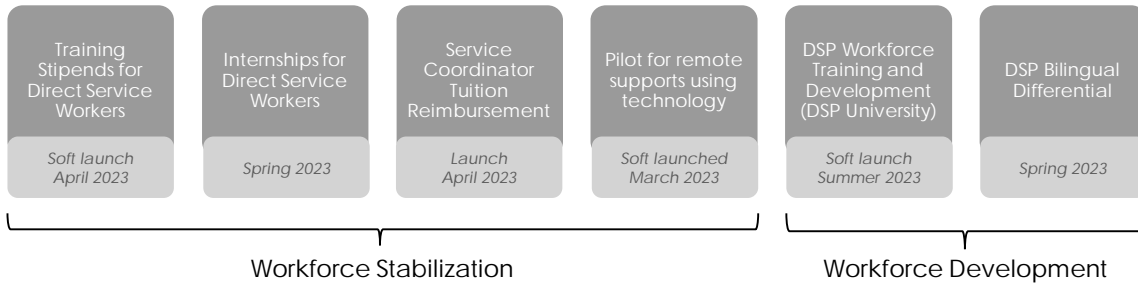 Training
Stipends for
Direct Service
Workers
Soft launch
April 2023
Internships for
Direct Service
Workers
Spring 2023
Service
Coordinator
Tuition
Reimbursement
Launch
April 2023
Pilot for remote
supports using
technology
Soft launched
March 2023
DSP Workforce
Training and
Development
(DSP University)
Soft launch
Summer 2023
DSP Bilingual
Differential
Spring 2023
Workforce Stabilization
Workforce Development